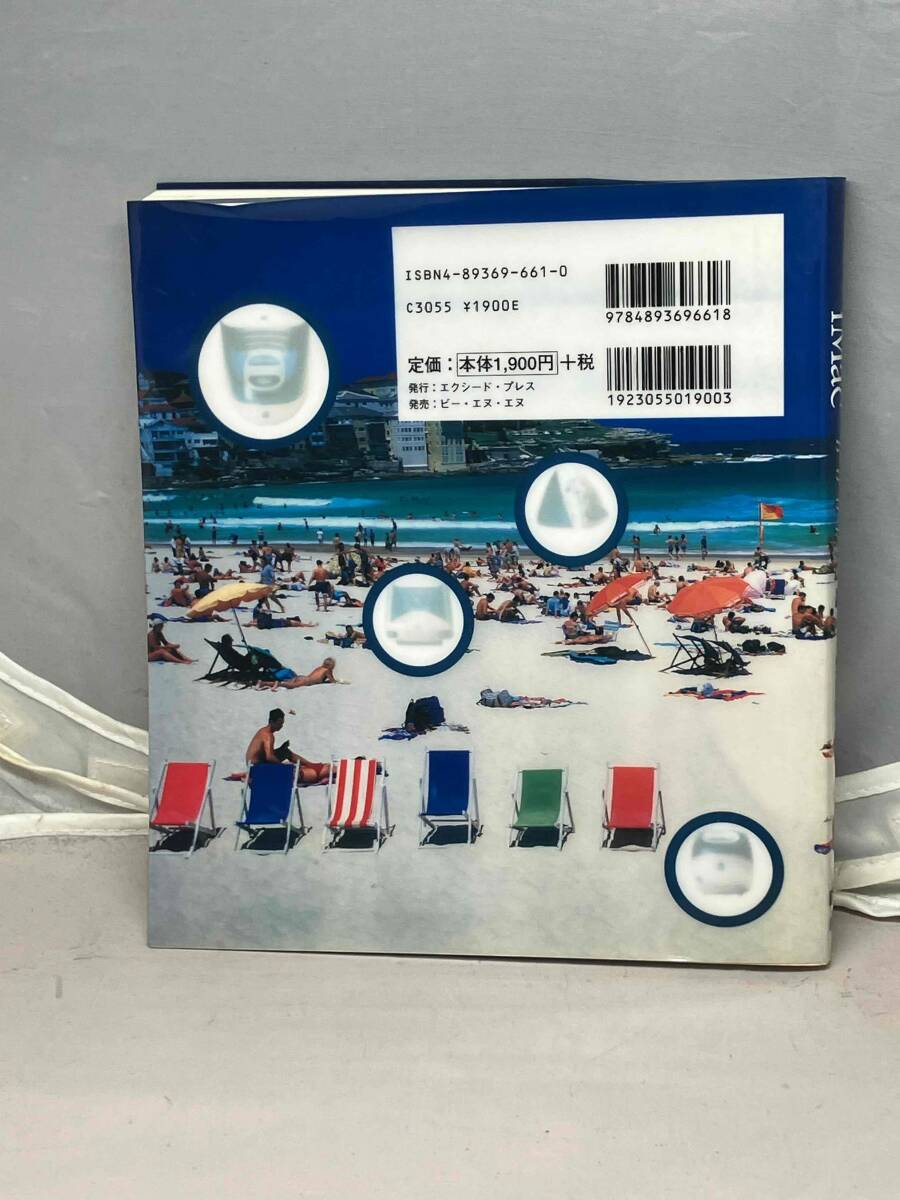 ISBN4-89369-661-0
C3055 ¥1900E
9784893696618
定価：本体1,900円+税
発行：エクシード・プレス
発売：ビー・エヌ・エヌ
1923055019003
iMac